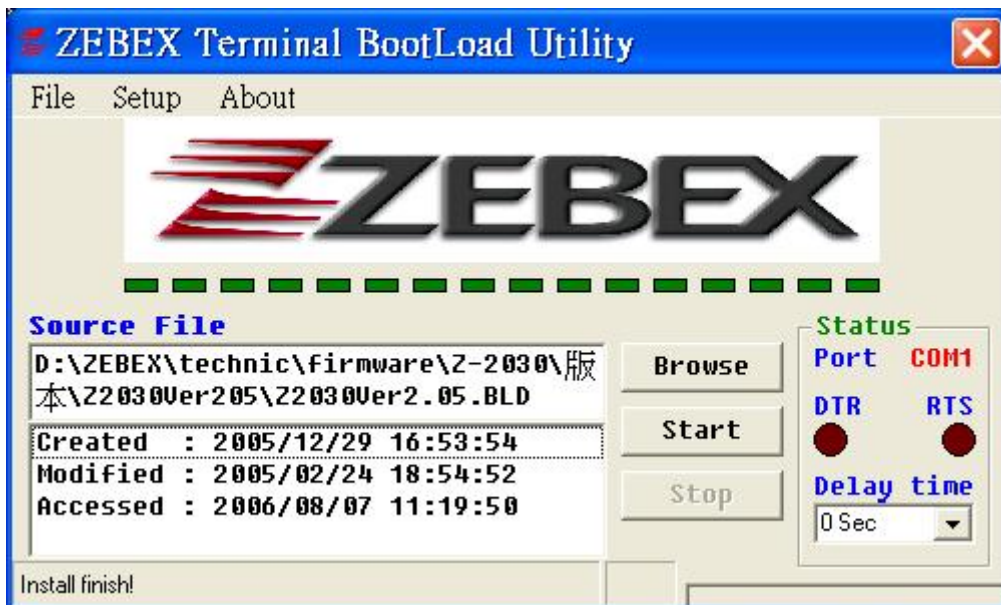 ZEBEX Terminal BootLoad Utility
File Setup About
ZEBEX
Source File
D:\ZEBEX\technic\firmware\Z-2030\版
本\Z2030Ver205\Z2030Ver2.05.BLD
Created : 2005/12/29 16:53:54
Modified : 2005/02/24 18:54:52
Accessed : 2006/08/07 11:19:50
Browse
Start
Stop
Status
Port COM1
DTR RTS
Delay time
0 Sec
Install finish!